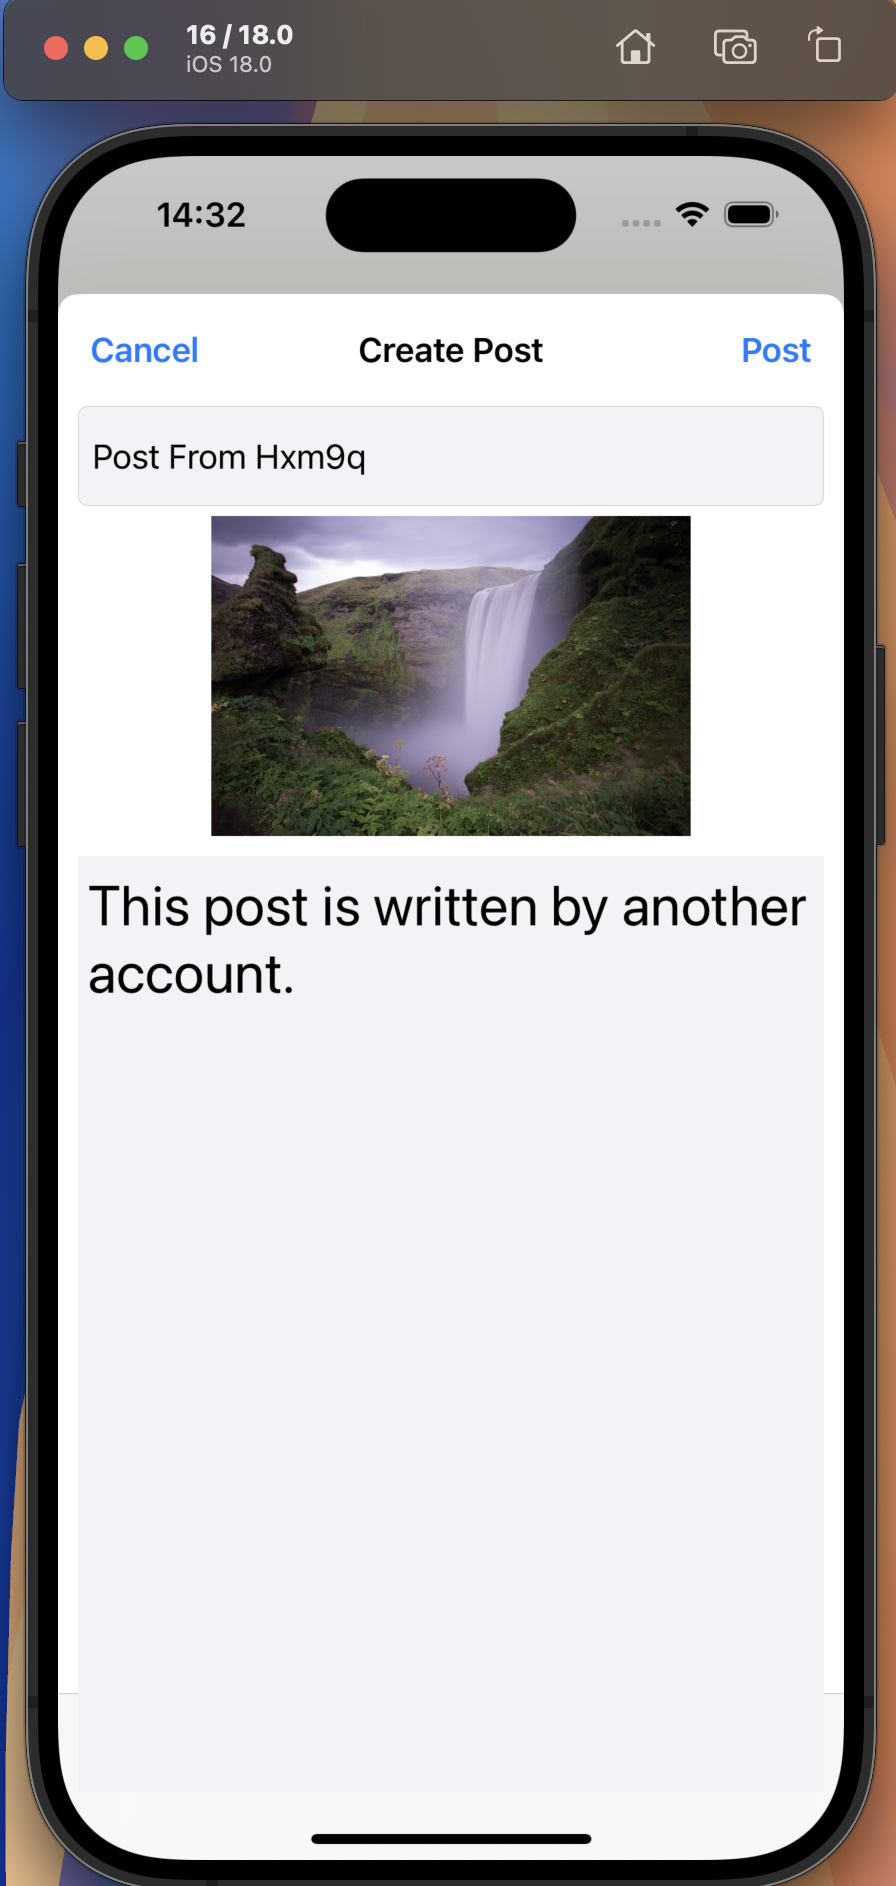 16 / 18.0
iOS 18.0
14:32
Cancel Create Post Post
Post From Hxm9q
This post is written by another
account.